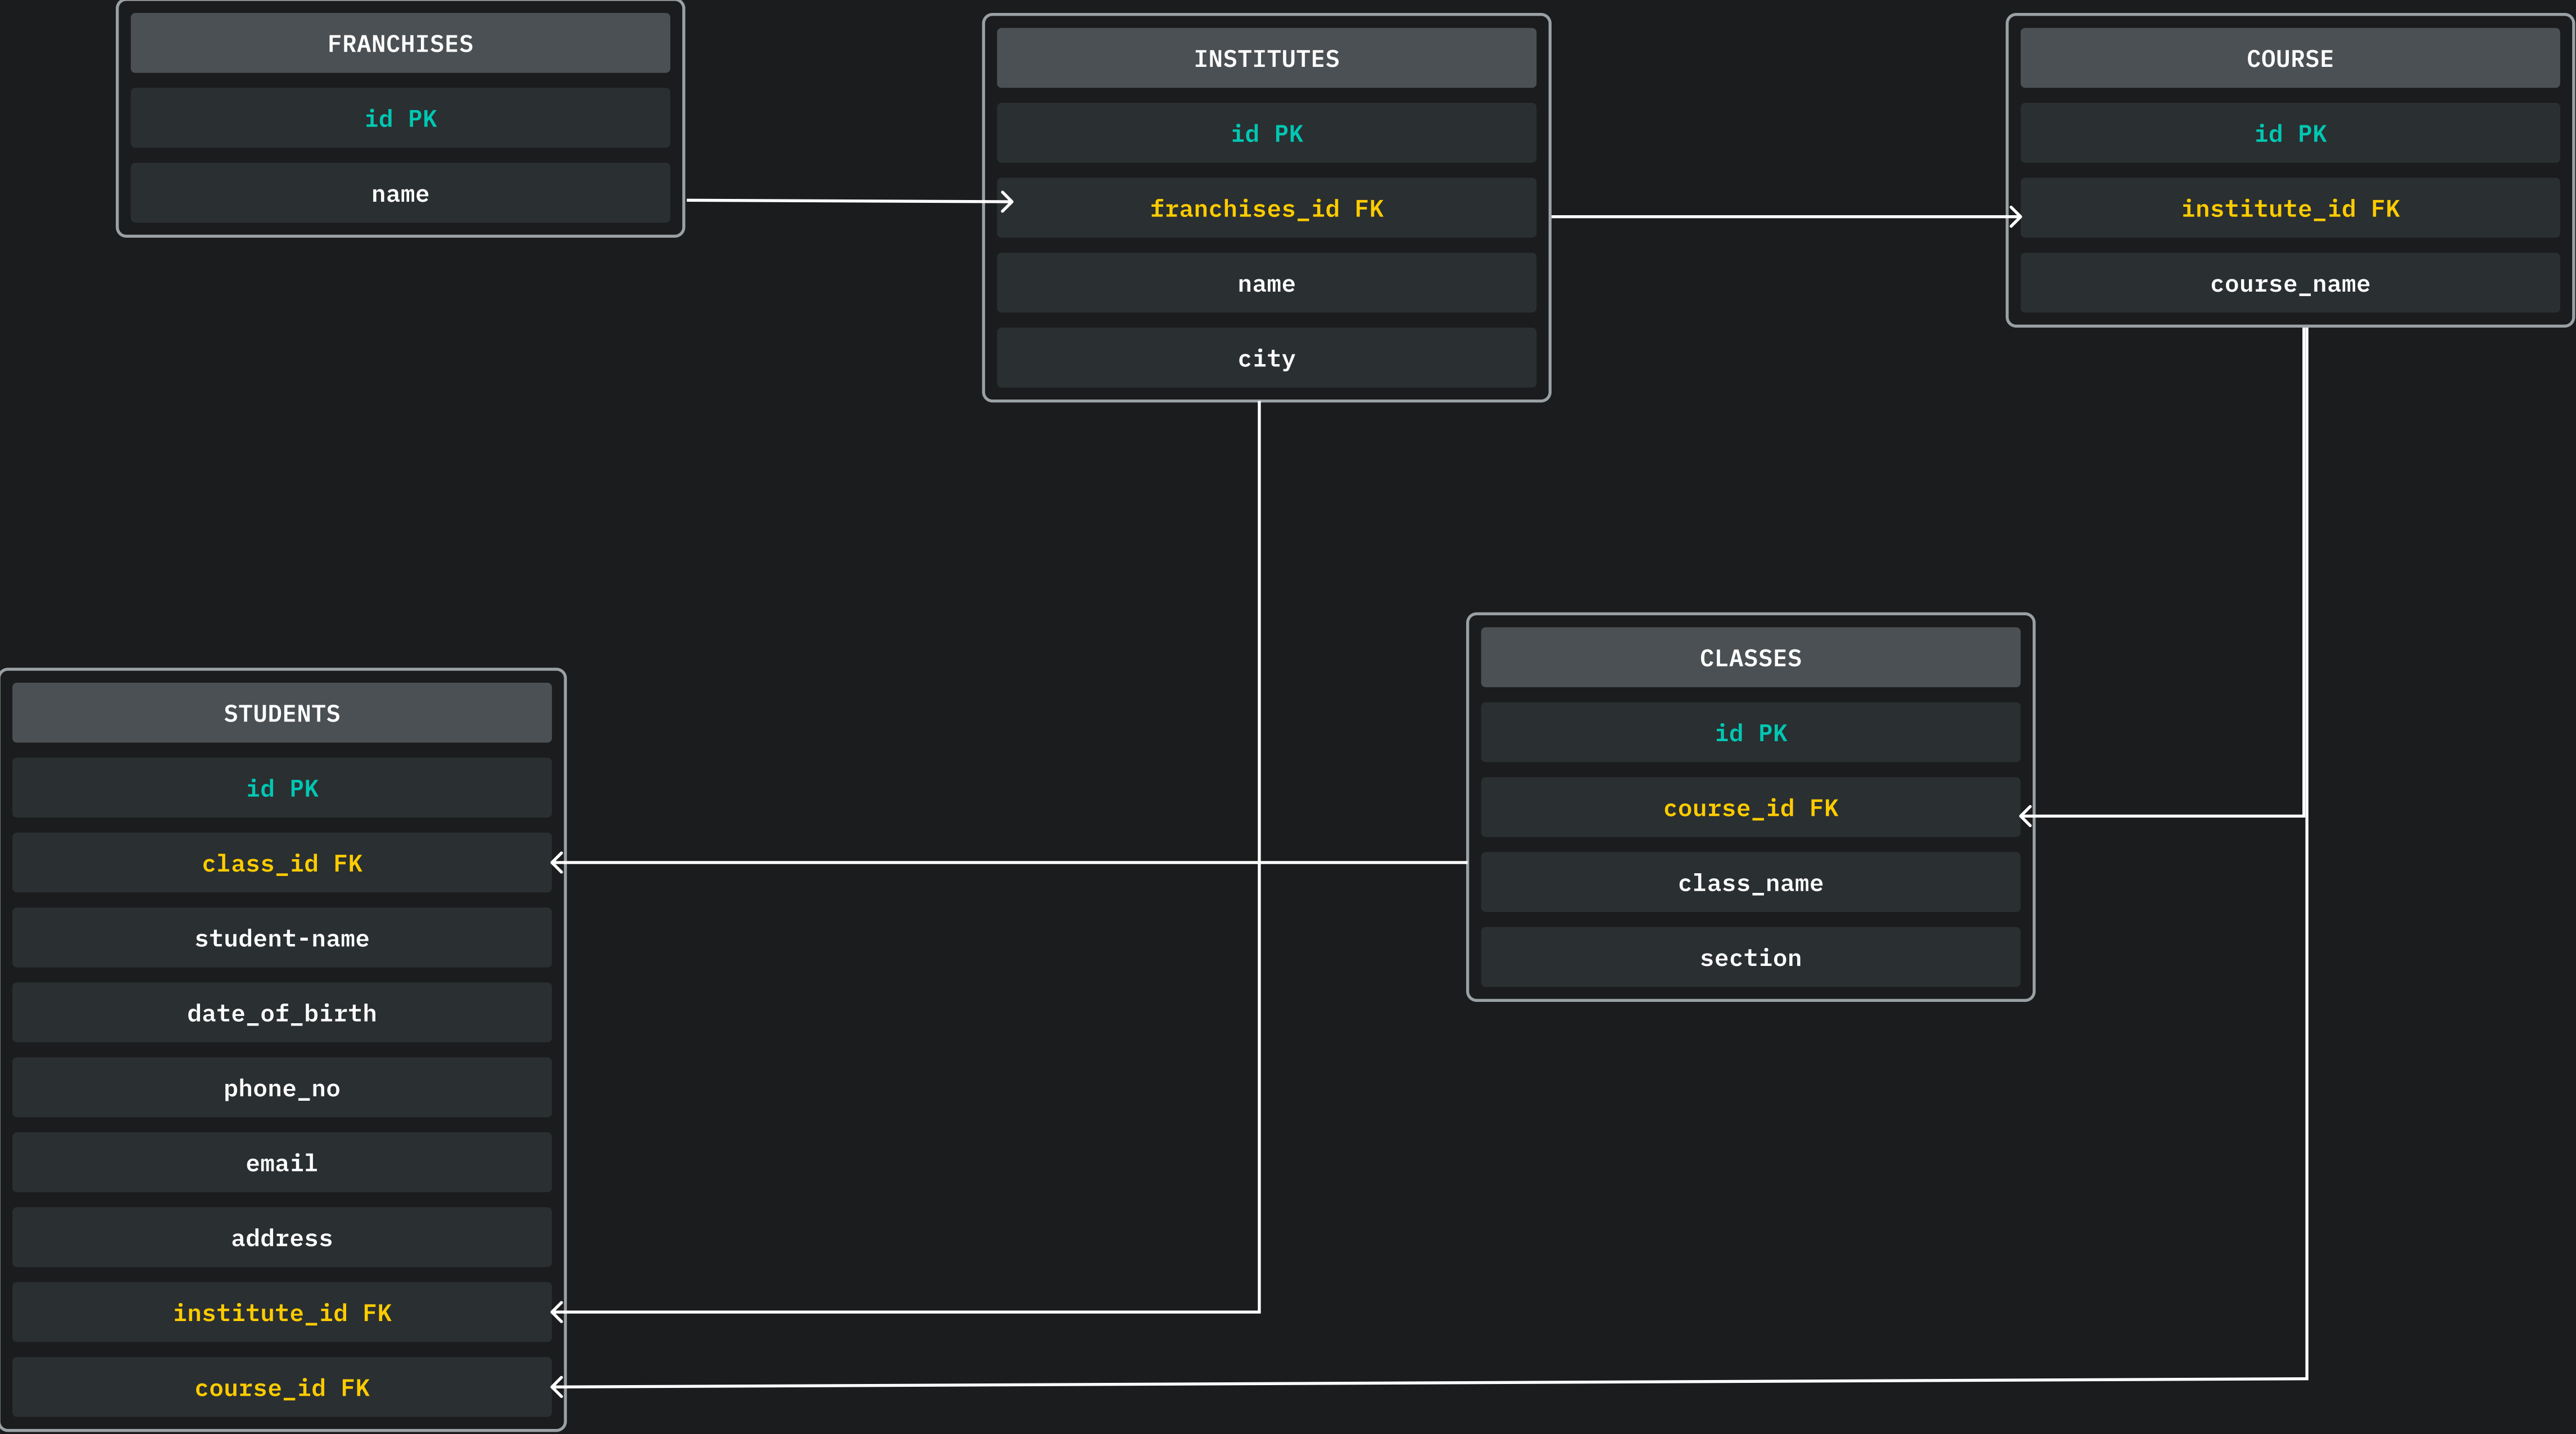 FRANCHISES
id PK
name
INSTITUTES
id PK
franchises_id FK
name
city
COURSE
id PK
institute_id FK
course_name
CLASSES
id PK
course_id FK
class_name
section
STUDENTS
id PK
class_id FK
student-name
date_of_birth
phone_no
email
address
institute_id FK
course_id FK